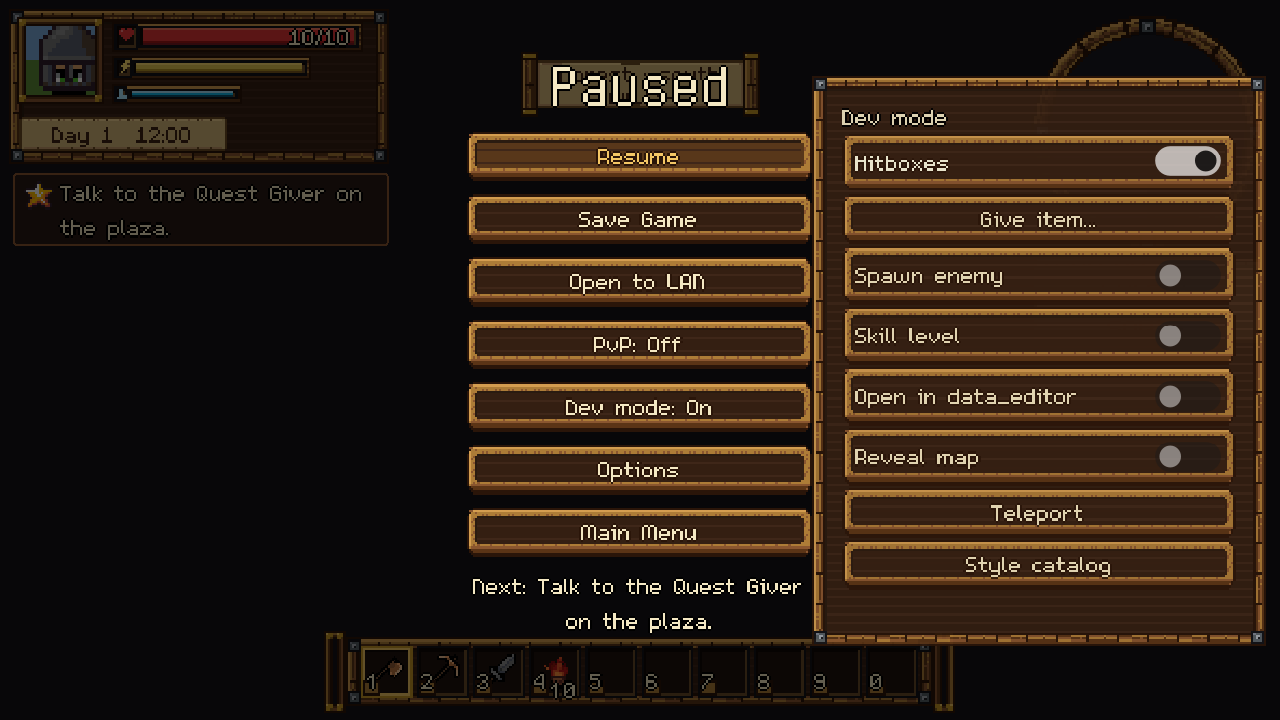 10/10
Day 1 12:00
Talk to the Quest Giver on
the plaza.
Paused
Resume
Save Game
Open to LAN
PvP: Off
Dev mode: On
Options
Main Menu
Next: Talk to the Quest Giver
on the plaza.
Dev mode
Hitboxes
Give item...
Spawn enemy
Skill level
Open in data_editor
Reveal map
Teleport
Style catalog
1 2 3 4 10 5 6 7 8 9 0